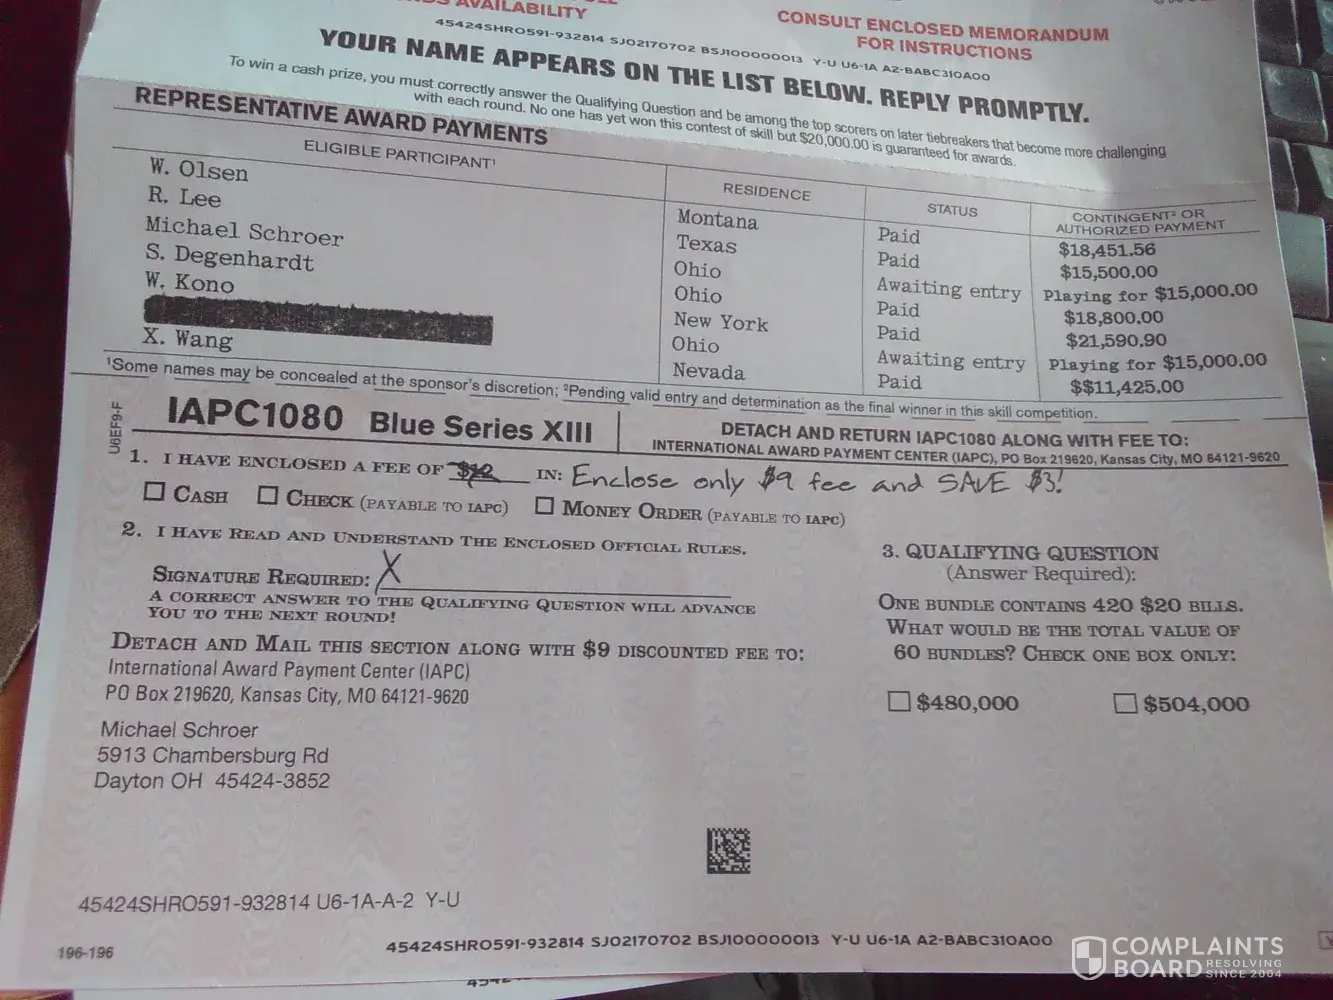 AVAILABILITY
CONSULT ENCLOSED MEMORANDUM
FOR INSTRUCTIONS
45424SHRO591-932814 SJ02170702 BSJ100000013 Y-U U6-1A A2-BABC310A00
YOUR NAME APPEARS ON THE LIST BELOW. REPLY PROMPTLY.
To win a cash prize, you must correctly answer the Qualifying Question and be among the top scorers on later tiebreakers that become more challenging
with each round. No one has yet won this contest of skill but $20,000.00 is guaranteed for awards.
REPRESENTATIVE AWARD PAYMENTS
ELIGIBLE PARTICIPANT¹ RESIDENCE STATUS CONTINGENT² OR AUTHORIZED PAYMENT
W. Olsen Montana Paid $18,451.56
R. Lee Texas Paid $15,500.00
Michael Schroer Ohio Awaiting entry Playing for $15,000.00
S. Degenhardt Ohio Paid $18,800.00
W. Kono New York Paid $21,590.90
Ohio Awaiting entry Playing for $15,000.00
X. Wang Nevada Paid $$11,425.00
¹Some names may be concealed at the sponsor's discretion; ²Pending valid entry and determination as the final winner in this skill competition.
U6EF9-F
IAPC1080 Blue Series XIII
DETACH AND RETURN IAPC1080 ALONG WITH FEE TO:
INTERNATIONAL AWARD PAYMENT CENTER (IAPC), PO Box 219620, Kansas City, MO 64121-9620
1. I HAVE ENCLOSED A FEE OF $12 IN: Enclose only $9 fee and SAVE $3!
CASH CHECK (PAYABLE TO IAPC) MONEY ORDER (PAYABLE TO IAPC)
2. I HAVE READ AND UNDERSTAND THE ENCLOSED OFFICIAL RULES.
SIGNATURE REQUIRED: X
A CORRECT ANSWER TO THE QUALIFYING QUESTION WILL ADVANCE
YOU TO THE NEXT ROUND!
DETACH AND MAIL THIS SECTION ALONG WITH $9 DISCOUNTED FEE TO:
International Award Payment Center (IAPC)
PO Box 219620, Kansas City, MO 64121-9620
Michael Schroer
5913 Chambersburg Rd
Dayton OH 45424-3852
3. QUALIFYING QUESTION
(Answer Required):
ONE BUNDLE CONTAINS 420 $20 BILLS.
WHAT WOULD BE THE TOTAL VALUE OF
60 BUNDLES? CHECK ONE BOX ONLY:
$480,000 $504,000
45424SHRO591-932814 U6-1A-A-2 Y-U
196-196
45424SHRO591-932814 SJ02170702 BSJ100000013 Y-U U6-1A A2-BABC310A00
COMPLAINTS
BOARD RESOLVING SINCE 2004